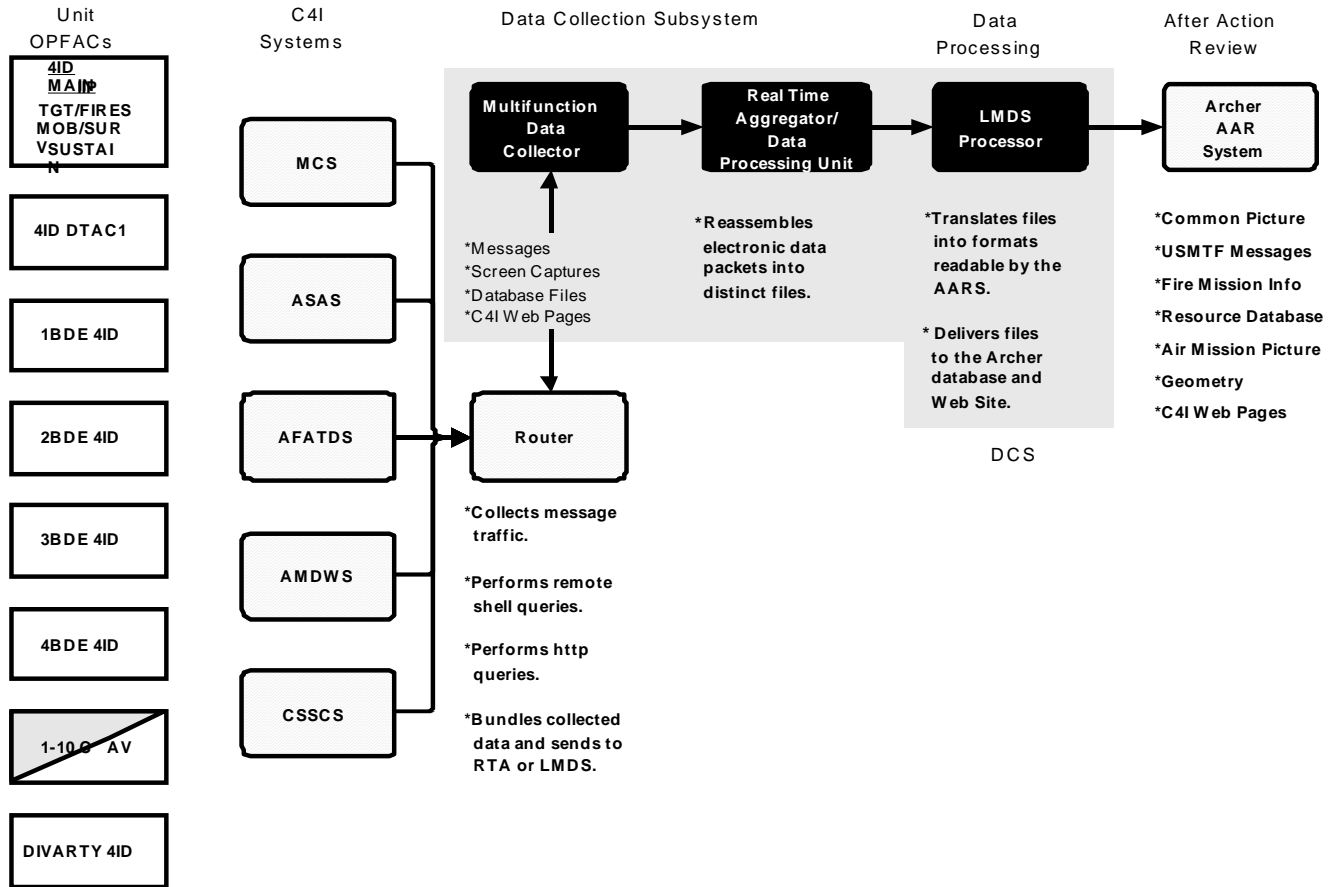 Unit
OPFACs
C4I
Systems
Data Collection Subsystem
Data
Processing
After Action
Review
4ID
MAIN
TGT/FIRES
MOB/SUR
VSUSTAI
N
4ID DTAC1
1BDE 4ID
2BDE 4ID
3BDE 4ID
4BDE 4ID
1-10 C AV
DIVARTY 4ID
MCS
ASAS
AFATDS
AMDWS
CSSCS
Multifunction
Data
Collector
*Messages
*Screen Captures
*Database Files
*C4I Web Pages
Router
*Collects message
traffic.
*Performs remote
shell queries.
*Performs http
queries.
*Bundles collected
data and sends to
RTA or LMDS.
Real Time
Aggregator/
Data
Processing Unit
*Reassembles
electronic data
packets into
distinct files.
LMDS
Processor
*Translates files
into formats
readable by the
AARS.
* Delivers files
to the Archer
database and
Web Site.
DCS
Archer
AAR
System
*Common Picture
*USMTF Messages
*Fire Mission Info
*Resource Database
*Air Mission Picture
*Geometry
*C4I Web Pages